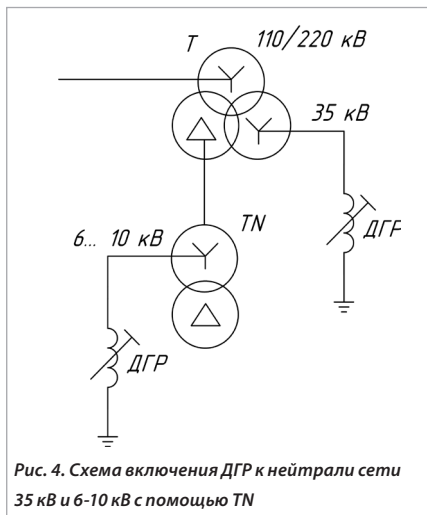 T
110/220 кВ
35 кВ
ДГР
TN
6... 10 кВ
ДГР
Рис. 4. Схема включения ДГР к нейтрали сети
35 кВ и 6-10 кВ с помощью TN